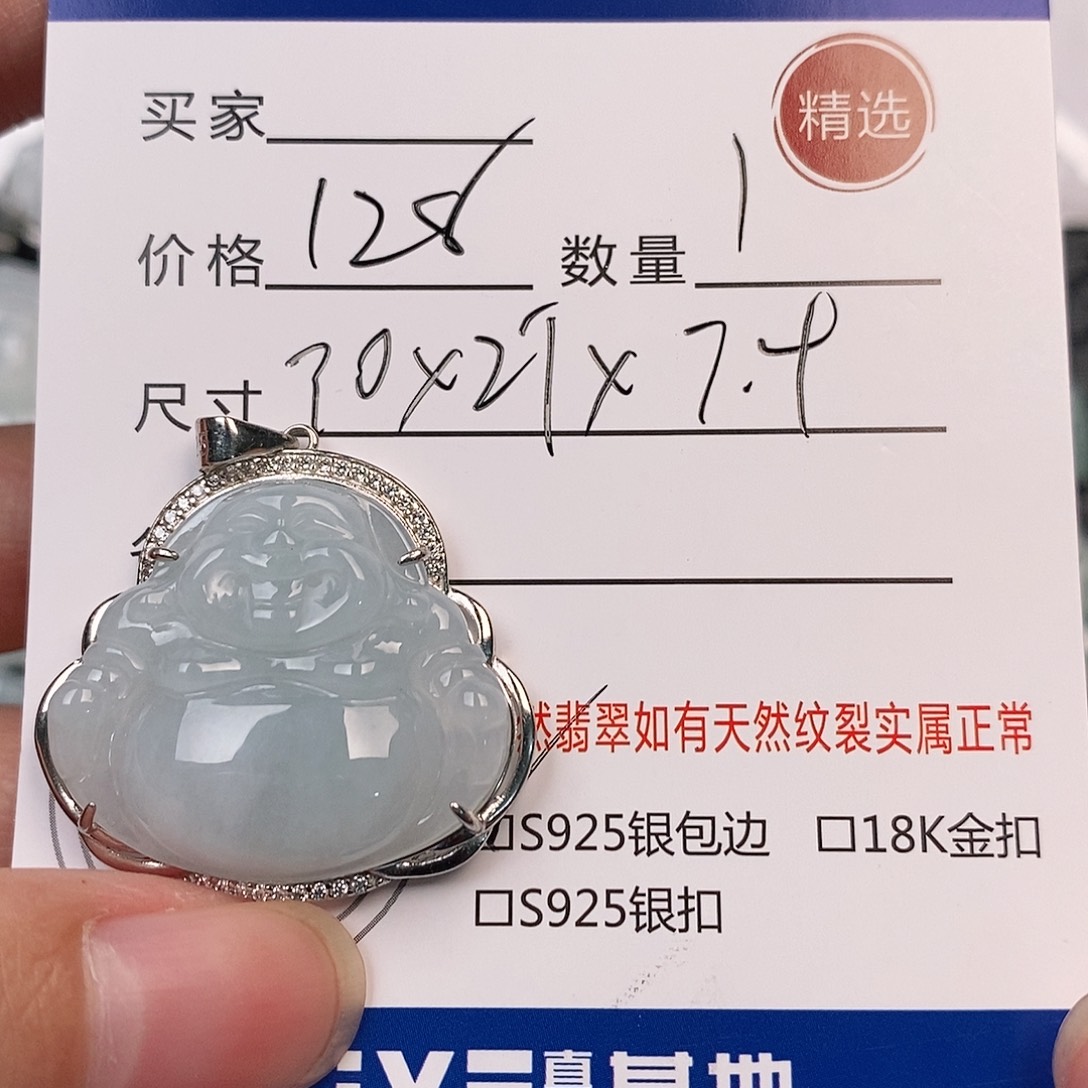 精选
买家
价格 128 数量 1
尺寸 30x27x7.4
然翡翠如有天然纹裂实属正常
☑S925银包边 □18K金扣
□S925银扣
基地